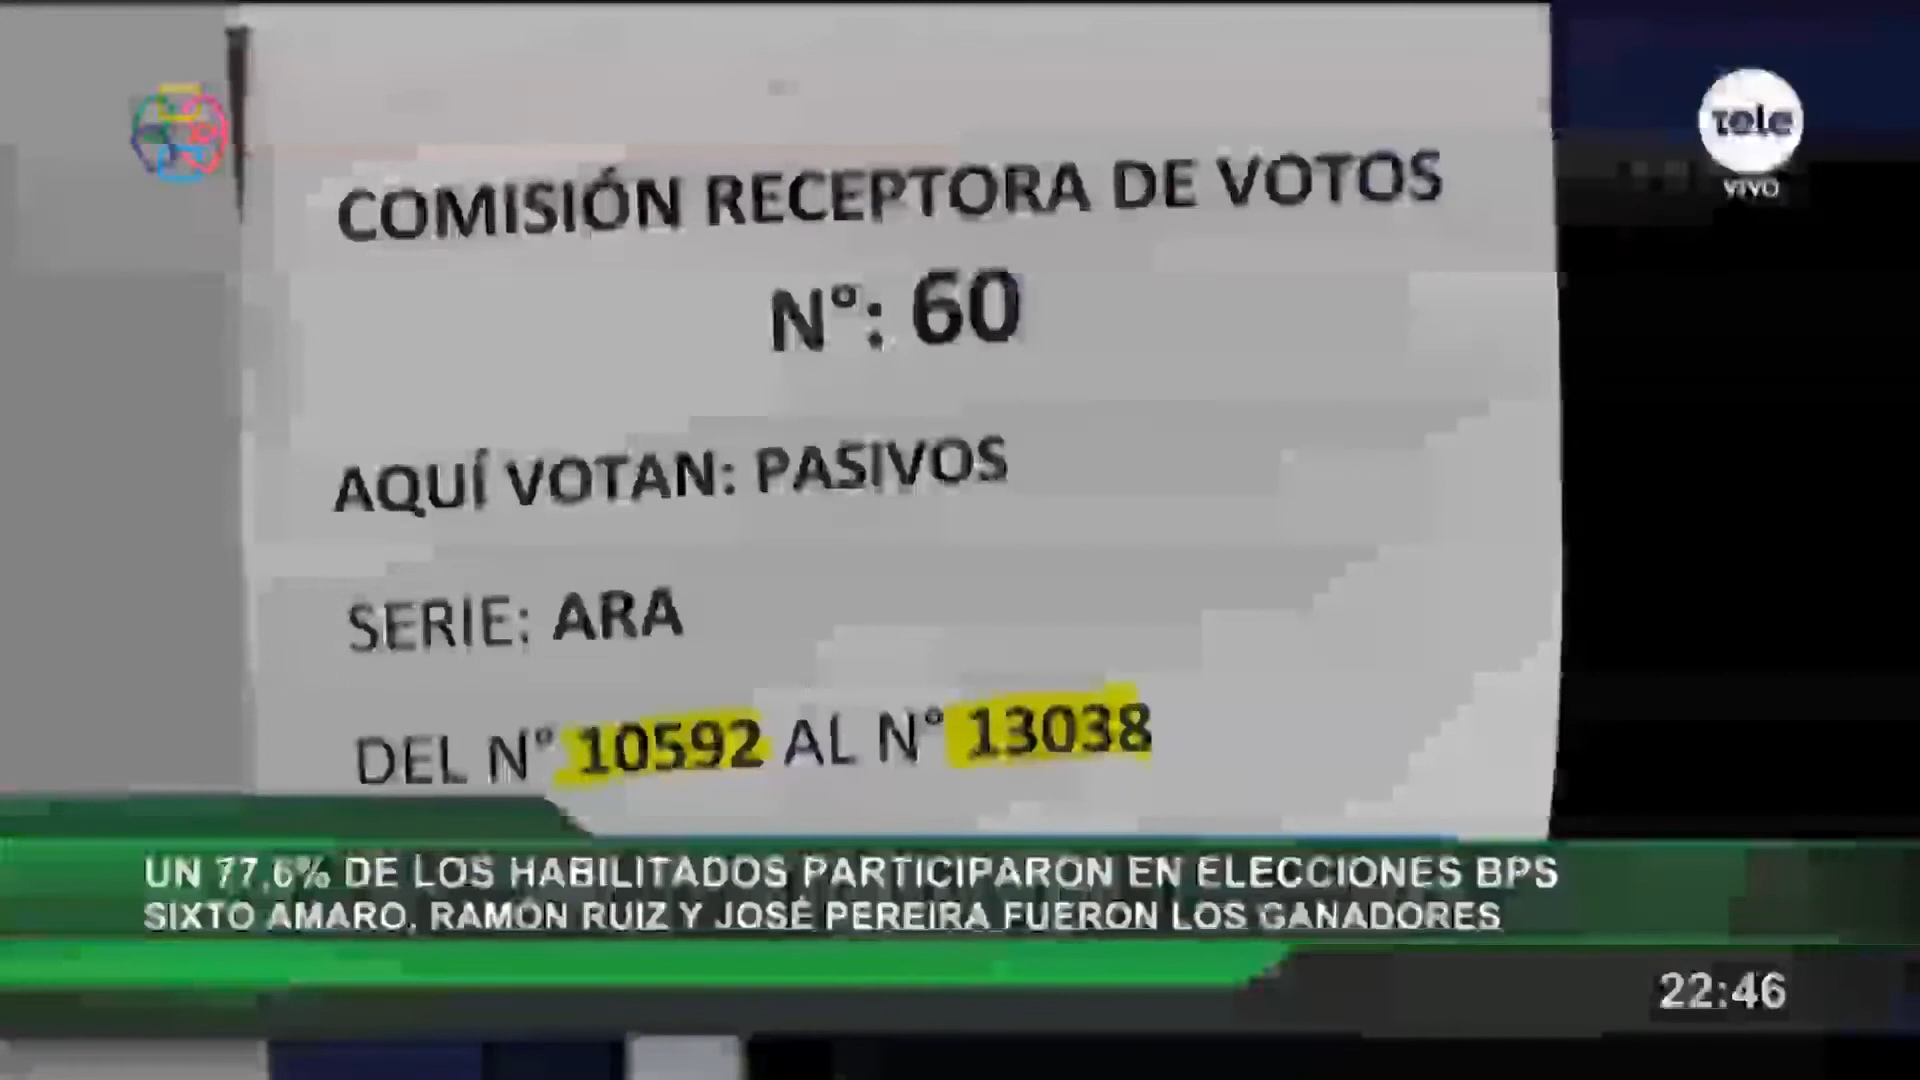 tele
VIVO
COMISIÓN RECEPTORA DE VOTOS
N°: 60
AQUÍ VOTAN: PASIVOS
SERIE: ARA
DEL N° 10592 AL N° 13038
UN 77,6% DE LOS HABILITADOS PARTICIPARON EN ELECCIONES BPS
SIXTO AMARO, RAMÓN RUIZ Y JOSÉ PEREIRA FUERON LOS GANADORES
22:46